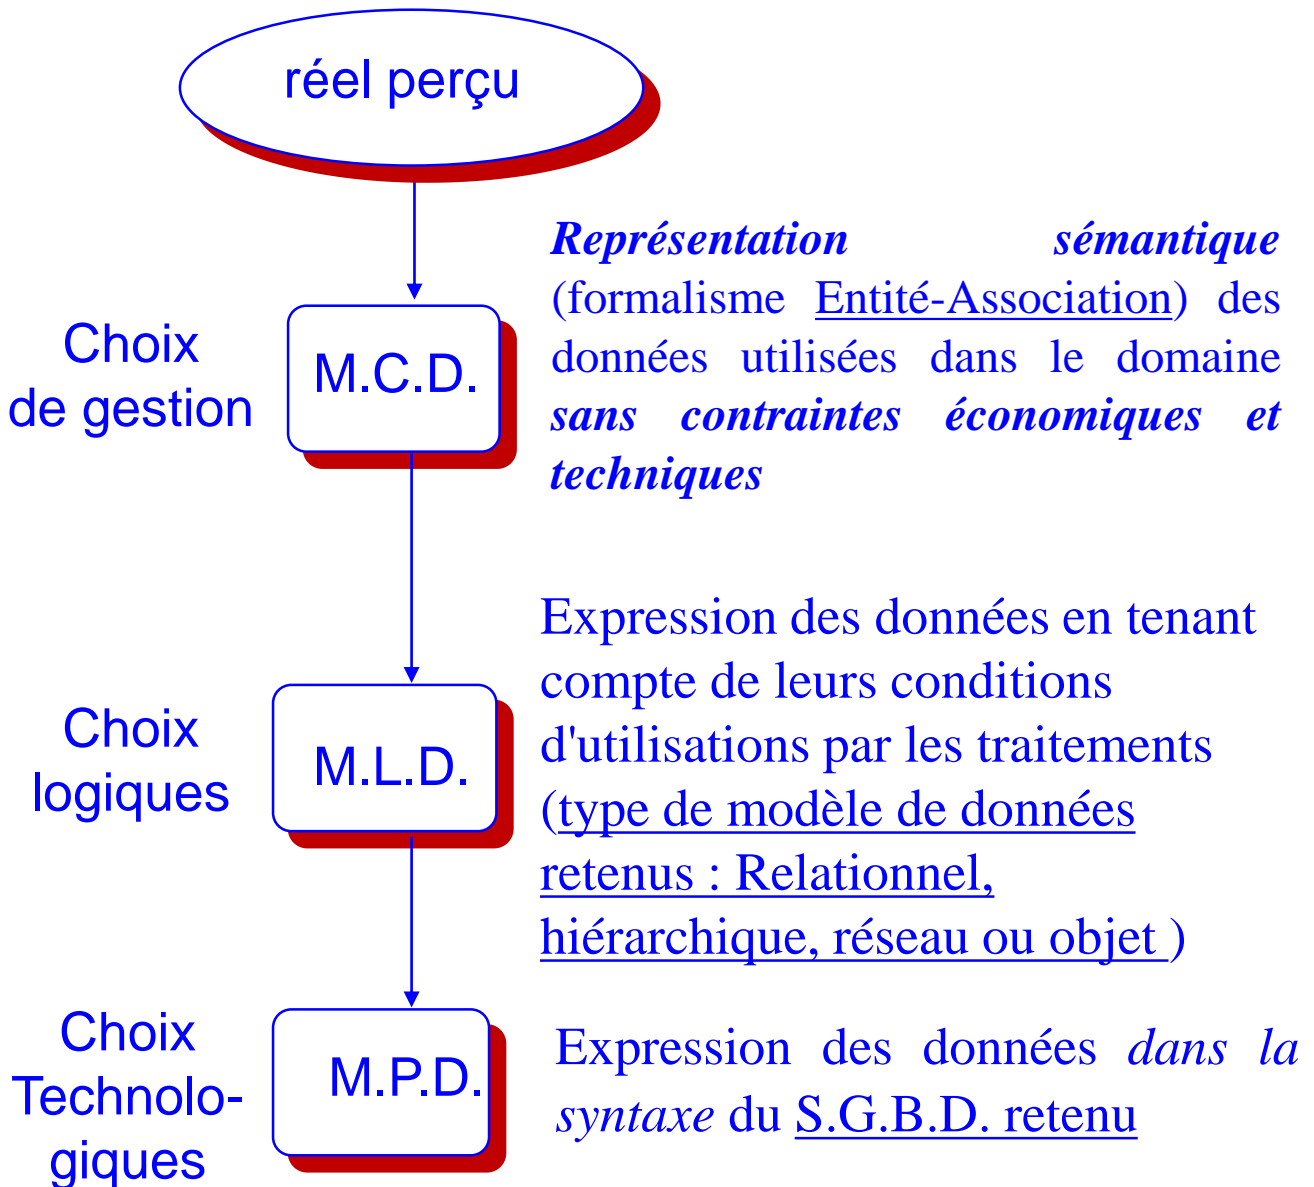 réel perçu
Choix
de gestion
M.C.D.
Représentation sémantique
(formalisme Entité-Association) des
données utilisées dans le domaine
sans contraintes économiques et
techniques
Choix
logiques
M.L.D.
Expression des données en tenant
compte de leurs conditions
d'utilisations par les traitements
(type de modèle de données
retenus : Relationnel,
hiérarchique, réseau ou objet )
Choix
Technolo-
giques
M.P.D.
Expression des données dans la
syntaxe du S.G.B.D. retenu